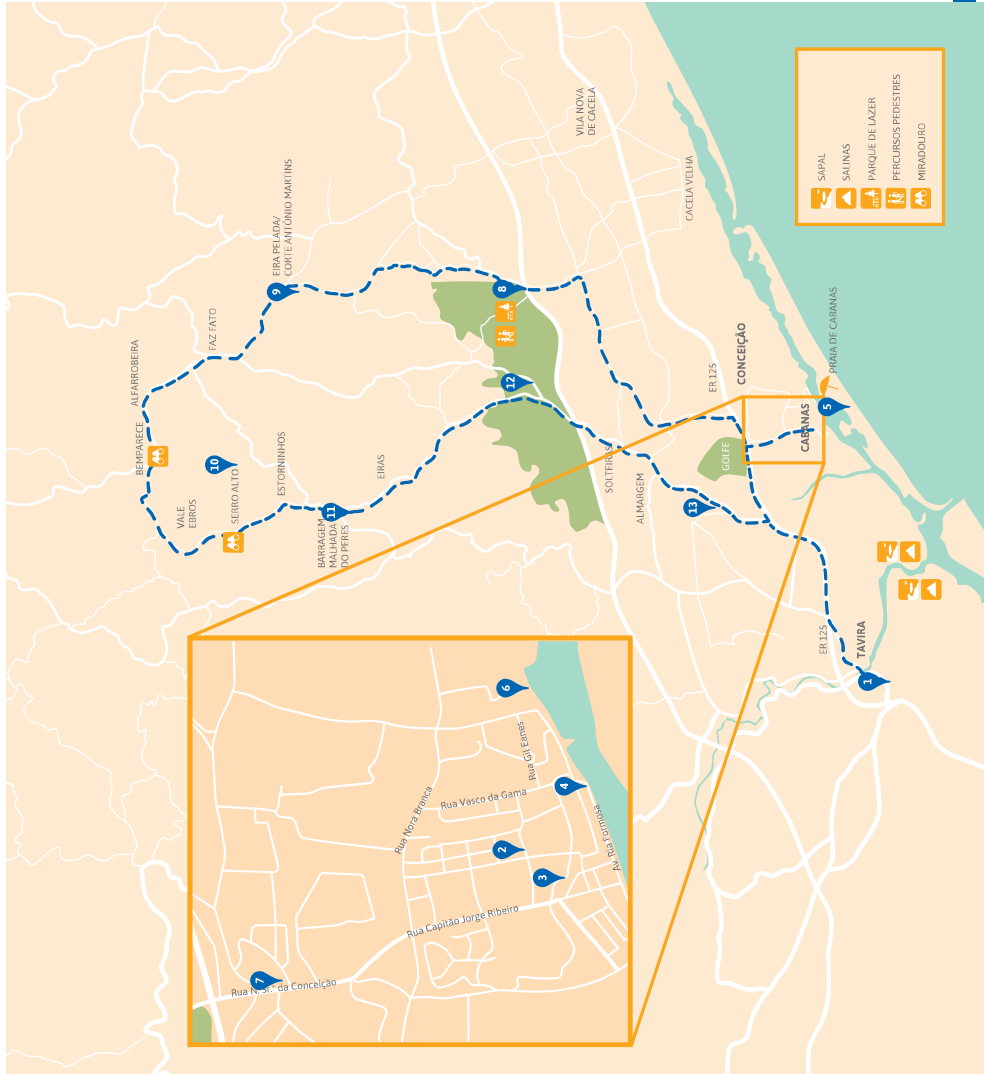 VILA NOVA
DE CACELA
CACELA VELHA
SAPAL
SALINAS
PARQUE DE LAZER
PERCURSOS PEDESTRES
MIRADOURO
EIRA PELADA/
CORTE ANTÓNIO MARTINS
9
FAZ FATO
ALFARROBEIRA
BEMPARECE
10
VALE
EBROS
SERRO ALTO
ESTORNINHOS
11
BARRAGEM
MALHADA
DO PERES
EIRAS
8
12
SOLTEIRAS
ALMARGEM
13
ER 125
CONCEIÇÃO
GOLFE
CABANAS
5
PRAIA DE CABANAS
ER 125
TAVIRA
1
6
Rua Gil Eanes
4
Rua Vasco da Gama
Rua Nora Branca
2
3
Av. Ria Formosa
Rua Capitão Jorge Ribeiro
7
Rua N. Sr.ª da Conceição